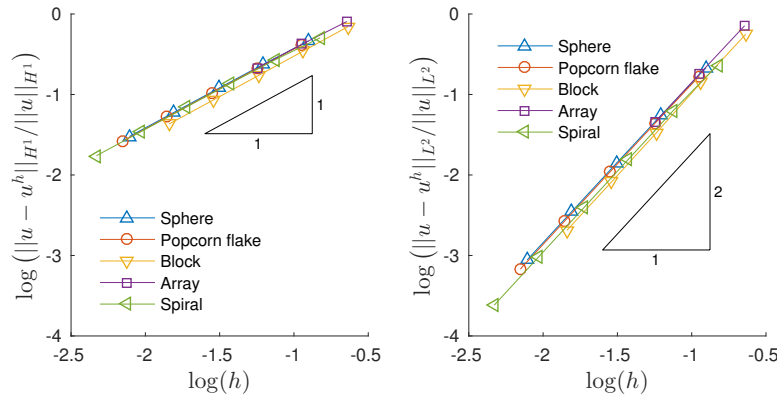 0
-1
-2
-3
-4
-2.5 -2 -1.5 -1 -0.5
log(h)
log (||u − u^h||_{H^1}/||u||_{H^1})
1
1
Sphere
Popcorn flake
Block
Array
Spiral
0
-1
-2
-3
-4
-2.5 -2 -1.5 -1 -0.5
log(h)
log (||u − u^h||_{L^2}/||u||_{L^2})
Sphere
Popcorn flake
Block
Array
Spiral
2
1